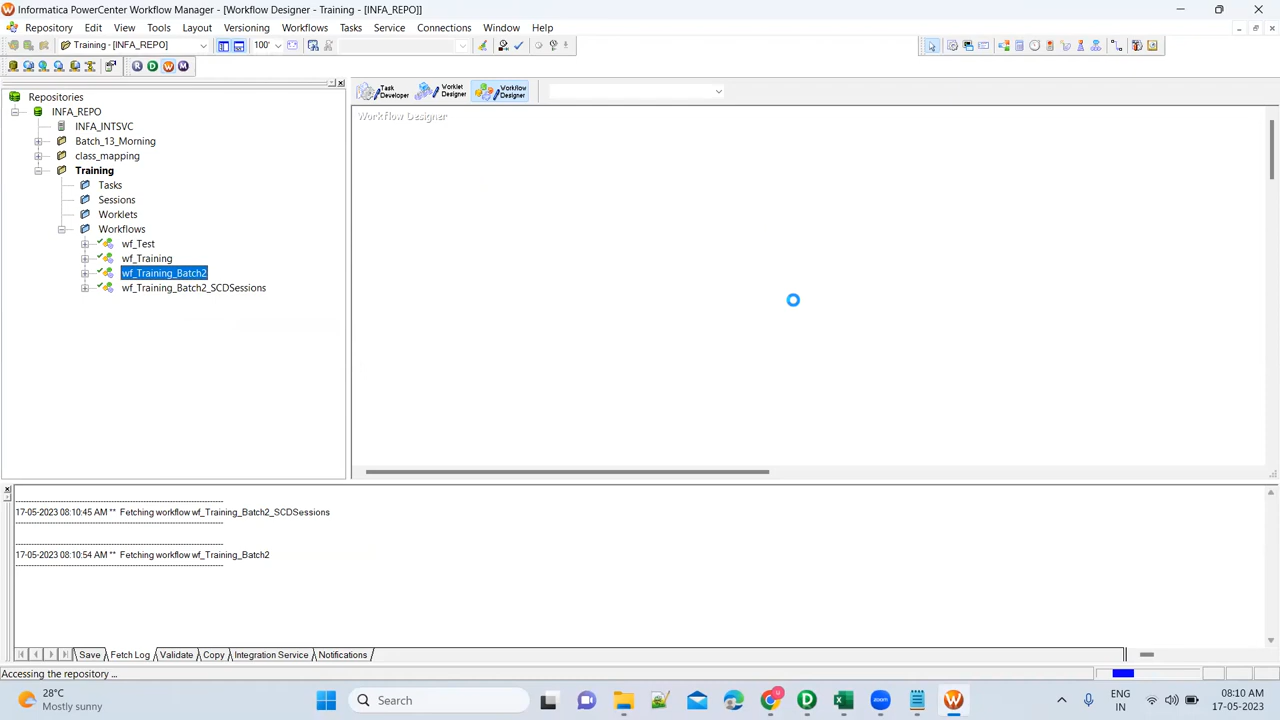 Informatica PowerCenter Workflow Manager - [Workflow Designer - Training - [INFA_REPO]]
Repository Edit View Tools Layout Versioning Workflows Tasks Service Connections Window Help
Training - [INFA_REPO] 100%
R D W M
Repositories
INFA_REPO
INFA_INTSVC
Batch_13_Morning
class_mapping
Training
Tasks
Sessions
Worklets
Workflows
wf_Test
wf_Training
wf_Training_Batch2
wf_Training_Batch2_SCDSessions
Task Developer
Worklet Designer
Workflow Designer
Workflow Designer
17-05-2023 08:10:45 AM ** Fetching workflow wf_Training_Batch2_SCDSessions
17-05-2023 08:10:54 AM ** Fetching workflow wf_Training_Batch2
Save Fetch Log Validate Copy Integration Service Notifications
Accessing the repository ...
28°C
Mostly sunny
Search
zoom
ENG
IN
08:10 AM
17-05-2023